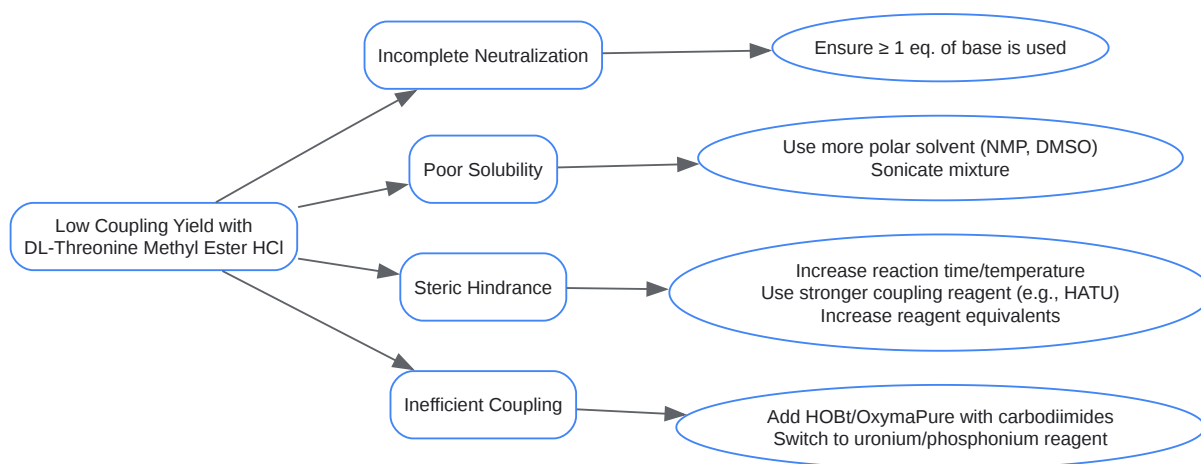 Incomplete Neutralization
Ensure ≥ 1 eq. of base is used
Poor Solubility
Use more polar solvent (NMP, DMSO)
Sonicate mixture
Low Coupling Yield with
DL-Threonine Methyl Ester HCl
Steric Hindrance
Increase reaction time/temperature
Use stronger coupling reagent (e.g., HATU)
Increase reagent equivalents
Inefficient Coupling
Add HOBt/OxymaPure with carbodiimides
Switch to uronium/phosphonium reagent